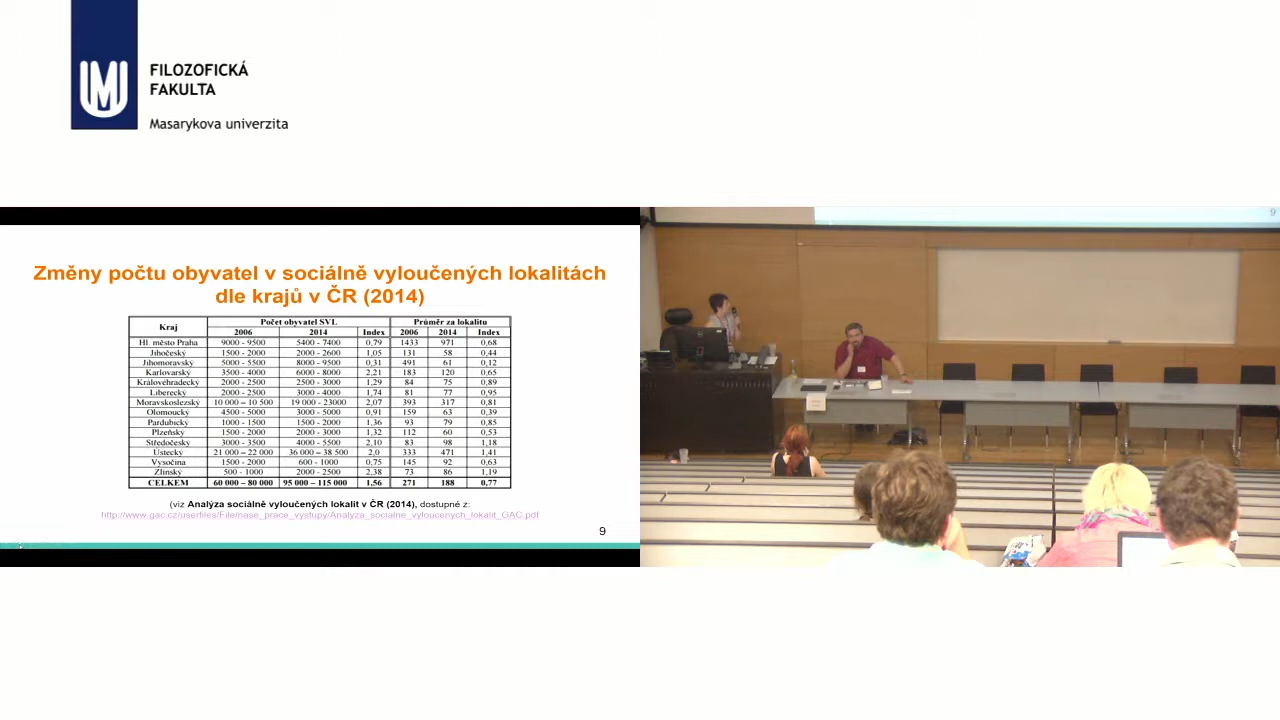 FILOZOFICKÁ
FAKULTA
Masarykova univerzita
Změny počtu obyvatel v sociálně vyloučených lokalitách
dle krajů v ČR (2014)
Kraj Počet obyvatel SVL Průměr za lokalitu
2006 2014 Index 2006 2014 Index
Hl. město Praha 9000 - 9500 5400 - 7400 0,79 1433 971 0,68
Jihočeský 1500 - 2000 2000 - 2600 1,05 131 58 0,44
Jihomoravský 5000 - 5500 8000 - 9500 0,31 491 61 0,12
Karlovarský 3500 - 4000 6000 - 8000 2,21 183 120 0,65
Královéhradecký 2000 - 2500 2500 - 3000 1,29 84 75 0,89
Liberecký 2000 - 2500 3000 - 4000 1,74 81 77 0,95
Moravskoslezský 10 000 – 10 500 19 000 - 23000 2,07 393 317 0,81
Olomoucký 4500 - 5000 3000 - 5000 0,91 159 63 0,39
Pardubický 1000 - 1500 1500 - 2000 1,36 93 79 0,85
Plzeňský 1500 - 2000 2000 - 3000 1,32 112 60 0,53
Středočeský 3000 - 3500 4000 - 5500 2,10 83 98 1,18
Ústecký 21 000 – 22 000 36 000 – 38 500 2,0 333 471 1,41
Vysočina 1500 - 2000 600 - 1000 0,75 145 92 0,63
Zlínský 500 - 1000 2000 - 2500 2,38 73 86 1,19
CELKEM 60 000 - 80 000 95 000 – 115 000 1,56 271 188 0,77
(viz Analýza sociálně vyloučených lokalit v ČR (2014), dostupné z:
http://www.gac.cz/userfiles/File/nase_prace_vystupy/Analyza_socialne_vyloucenych_lokalit_GAC.pdf
9
9